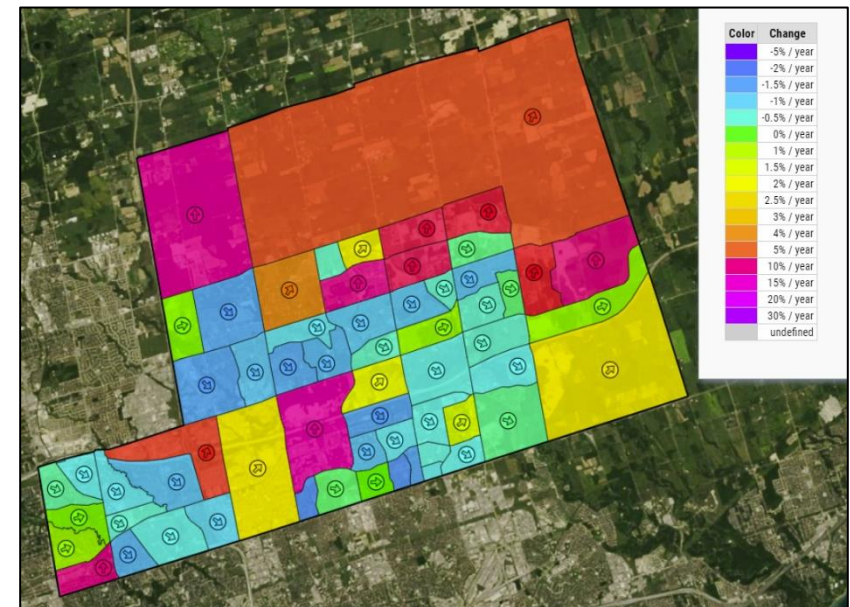 Color Change
-5% / year
-2% / year
-1.5% / year
-1% / year
-0.5% / year
0% / year
1% / year
1.5% / year
2% / year
2.5% / year
3% / year
4% / year
5% / year
10% / year
15% / year
20% / year
30% / year
undefined